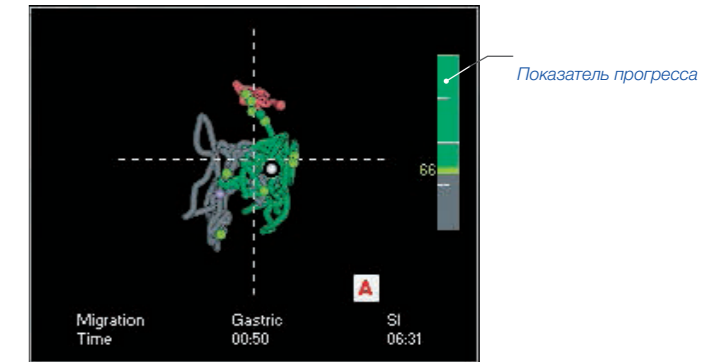 Показатель прогресса
66
A
Migration Gastric SI
Time 00:50 06:31